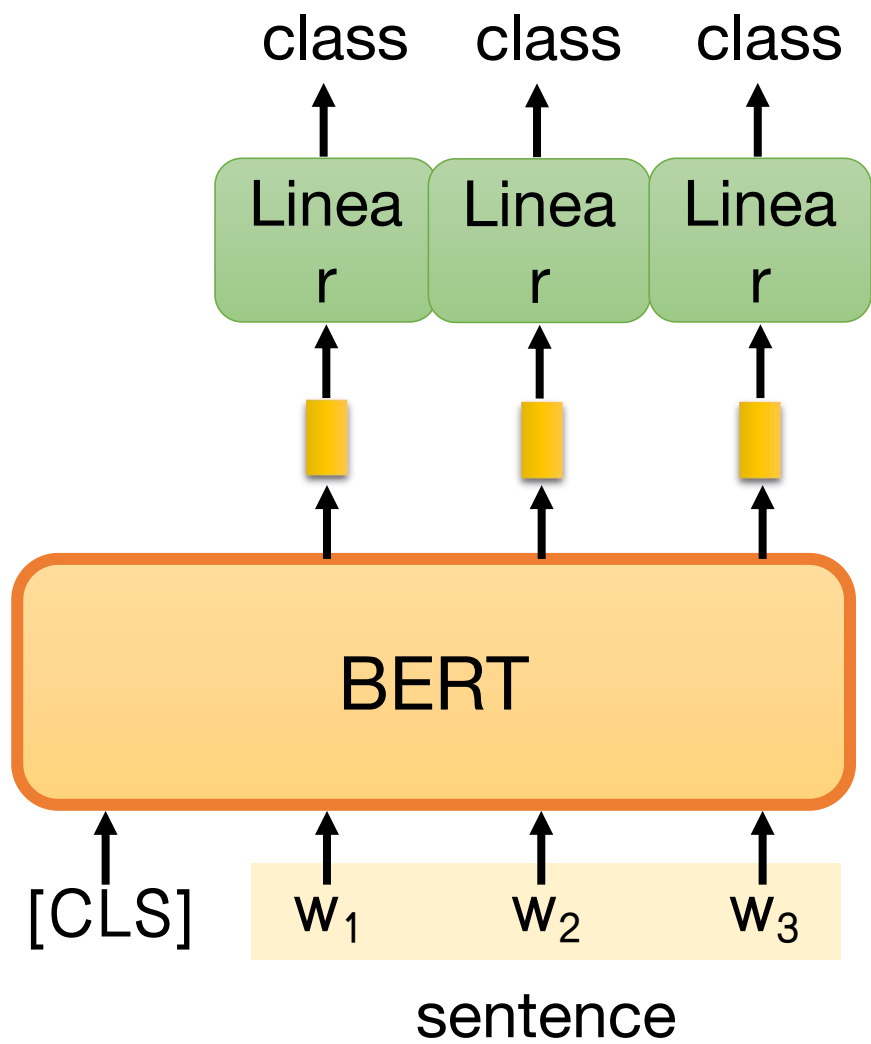 class class class
Linea Linea Linea
r r r
BERT
[CLS] w₁ w₂ w₃
sentence